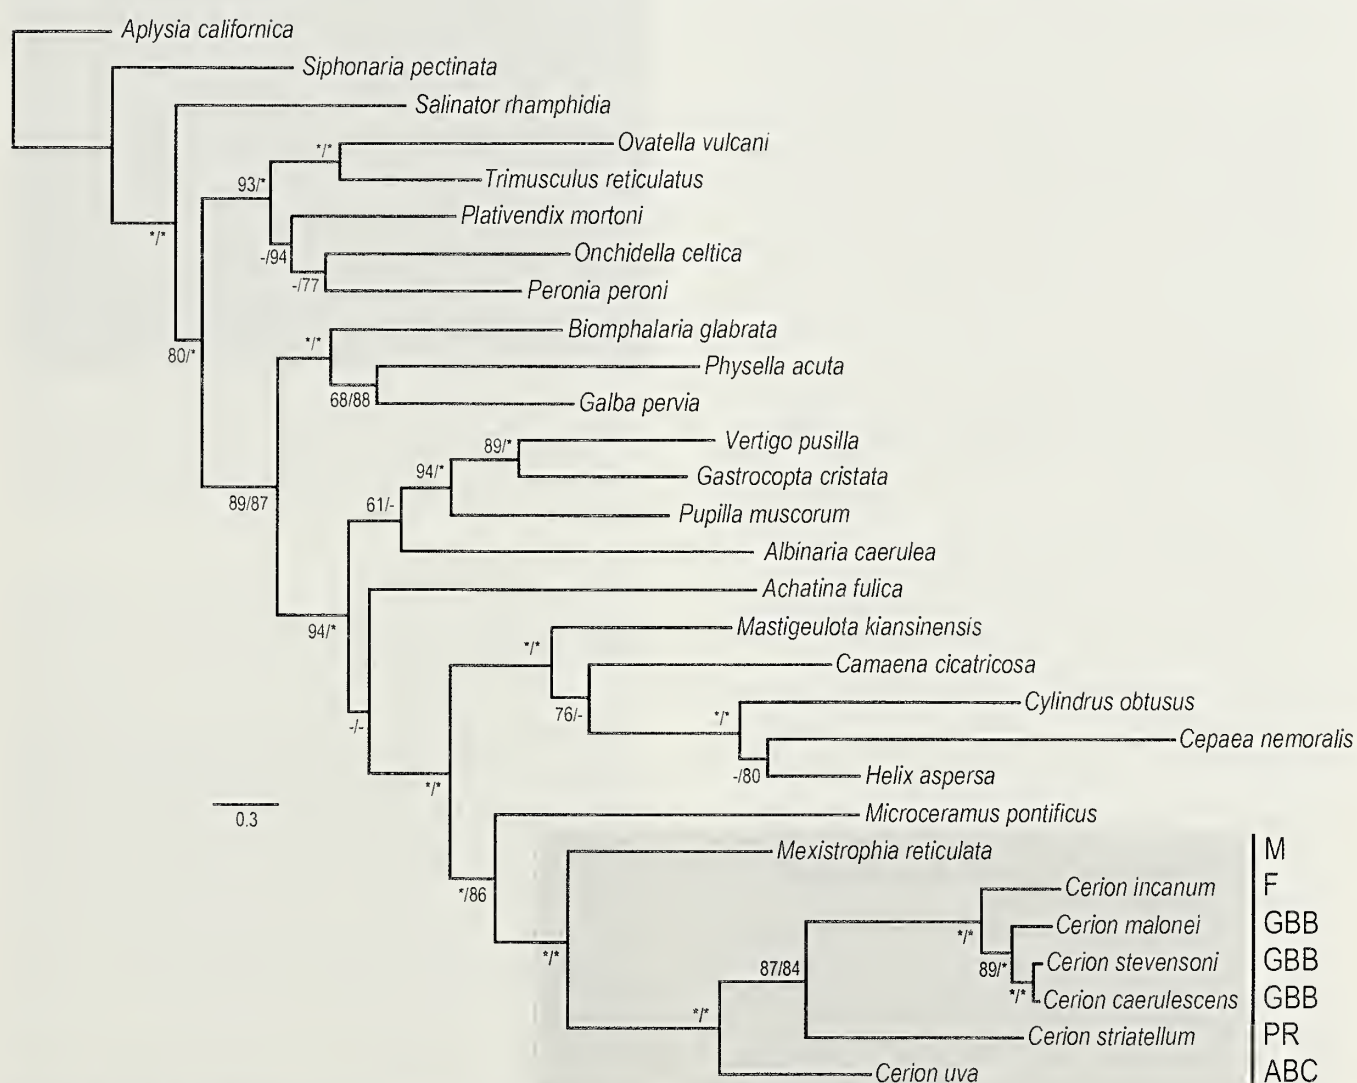 Aplysia californica
Siphonaria pectinata
Salinator rhamphidia
Ovatella vulcani
*/*
Trimusculus reticulatus
93/*
Plativendix mortoni
*/*
-/94
Onchidella celtica
-/77
Peronia peroni
Biomphalaria glabrata
*/*
80/*
Physella acuta
68/88
Galba pervia
Vertigo pusilla
89/*
94/*
Gastrocopta cristata
89/87
61/-
Pupilla muscorum
Albinaria caerulea
Achatina fulica
94/*
Mastigeulota kiansinensis
*/*
Camaena cicatricosa
76/-
Cylindrus obtusus
-/-
*/*
Cepaea nemoralis
-/80
Helix aspersa
*/*
0.3
Microceramus pontificus
Mexistrophia reticulata M
*/86
Cerion incanum F
Cerion malonei GBB
*/*
*/*
87/84
89/*
Cerion stevensoni GBB
*/*
Cerion caerulescens GBB
*/*
Cerion striatellum PR
Cerion uva ABC